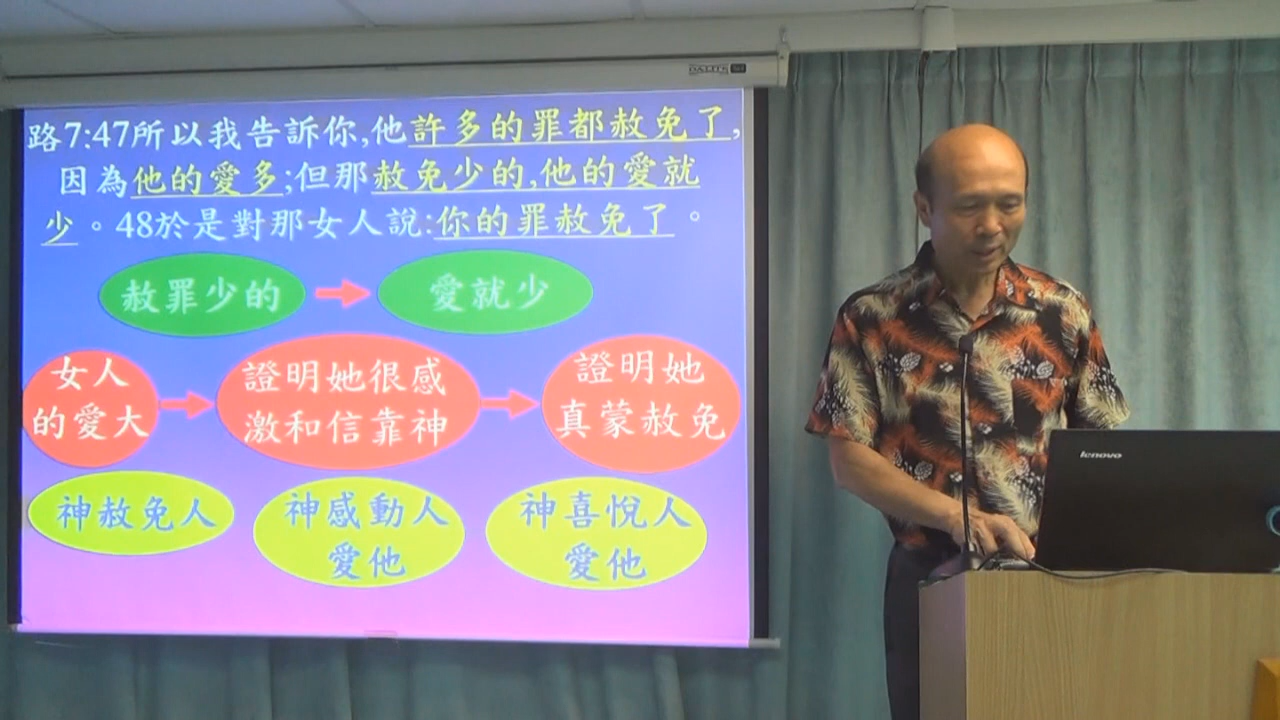 DA-LITE
路7:47所以我告訴你,他許多的罪都赦免了,
因為他的愛多;但那赦免少的,他的愛就
少。48於是對那女人說:你的罪赦免了。
赦罪少的
愛就少
女人
的愛大
證明她很感
激和信靠神
證明她
真蒙赦免
神赦免人
神感動人
愛他
神喜悅人
愛他
lenovo